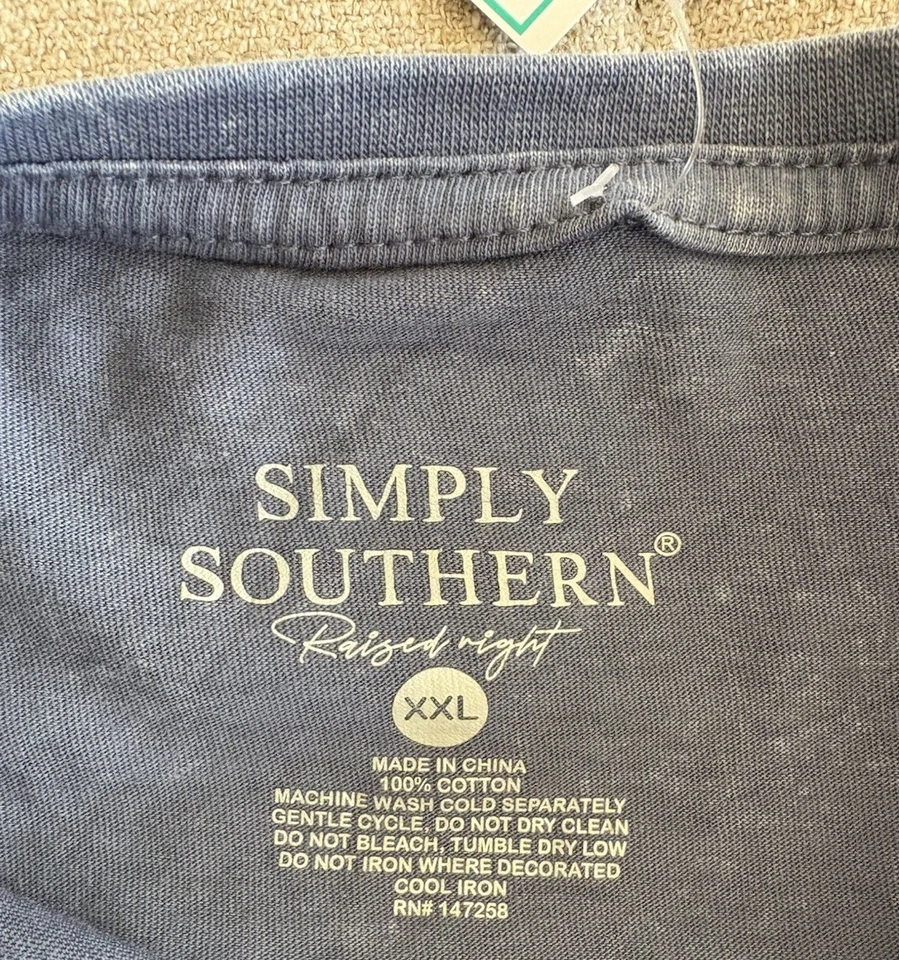 SIMPLY
SOUTHERN®
Raised right
XXL
MADE IN CHINA
100% COTTON
MACHINE WASH COLD SEPARATELY
GENTLE CYCLE, DO NOT DRY CLEAN
DO NOT BLEACH, TUMBLE DRY LOW
DO NOT IRON WHERE DECORATED
COOL IRON
RN# 147258